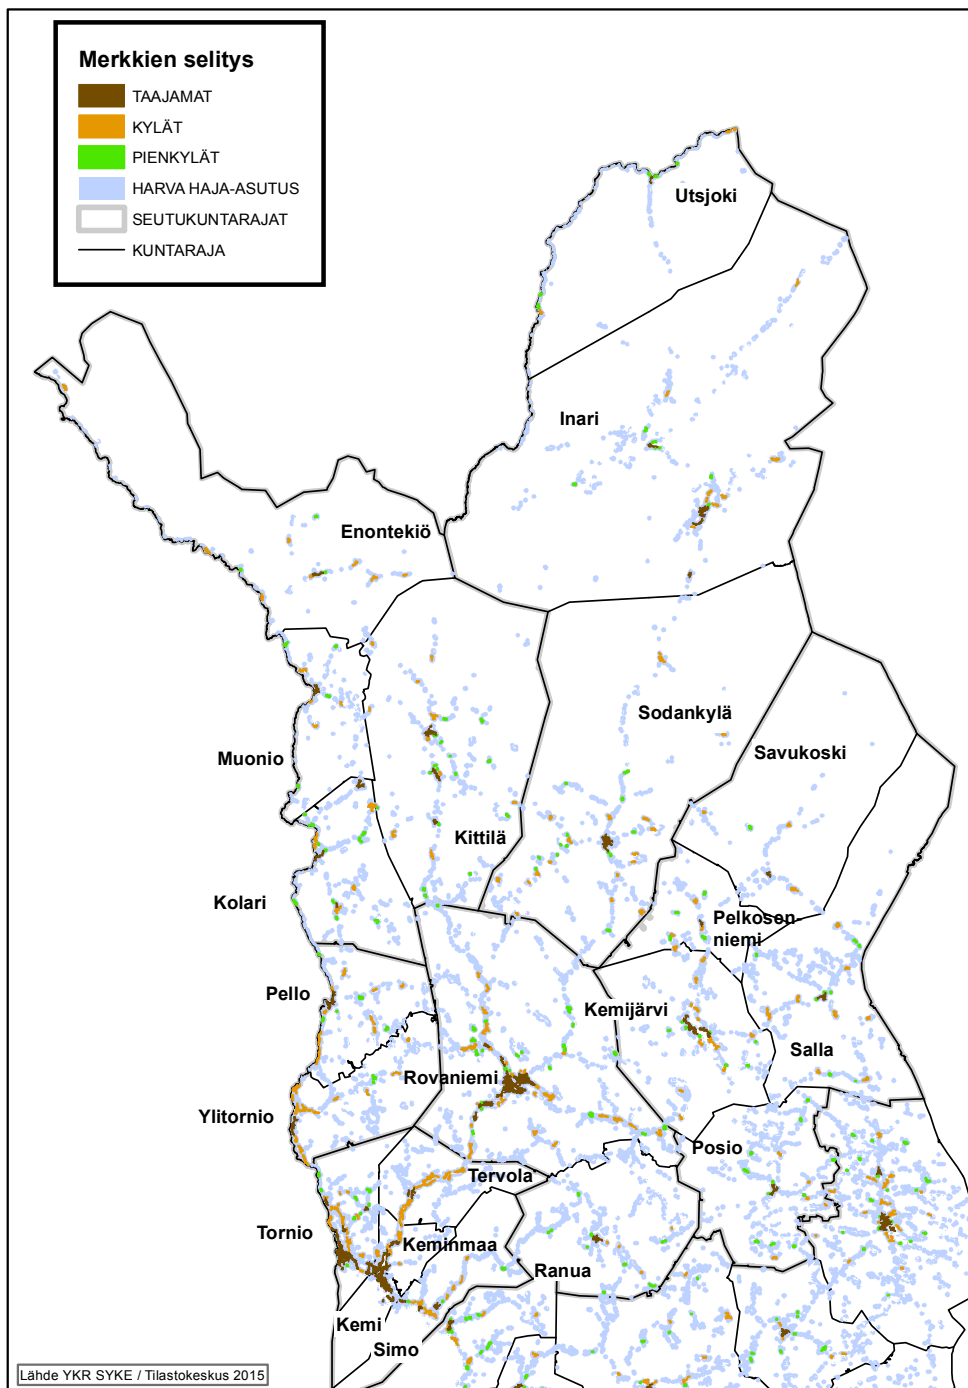 Merkkien selitys
TAAJAMAT
KYLÄT
PIENKYLÄT
HARVA HAJA-ASUTUS
SEUTUKUNTARAJAT
KUNTARAJA
Utsjoki
Inari
Enontekiö
Sodankylä
Savukoski
Muonio
Kittilä
Kolari
Pelkosen-
niemi
Pello
Kemijärvi
Salla
Rovaniemi
Ylitornio
Posio
Tervola
Tornio
Keminmaa
Ranua
Kemi
Simo
Lähde YKR SYKE / Tilastokeskus 2015